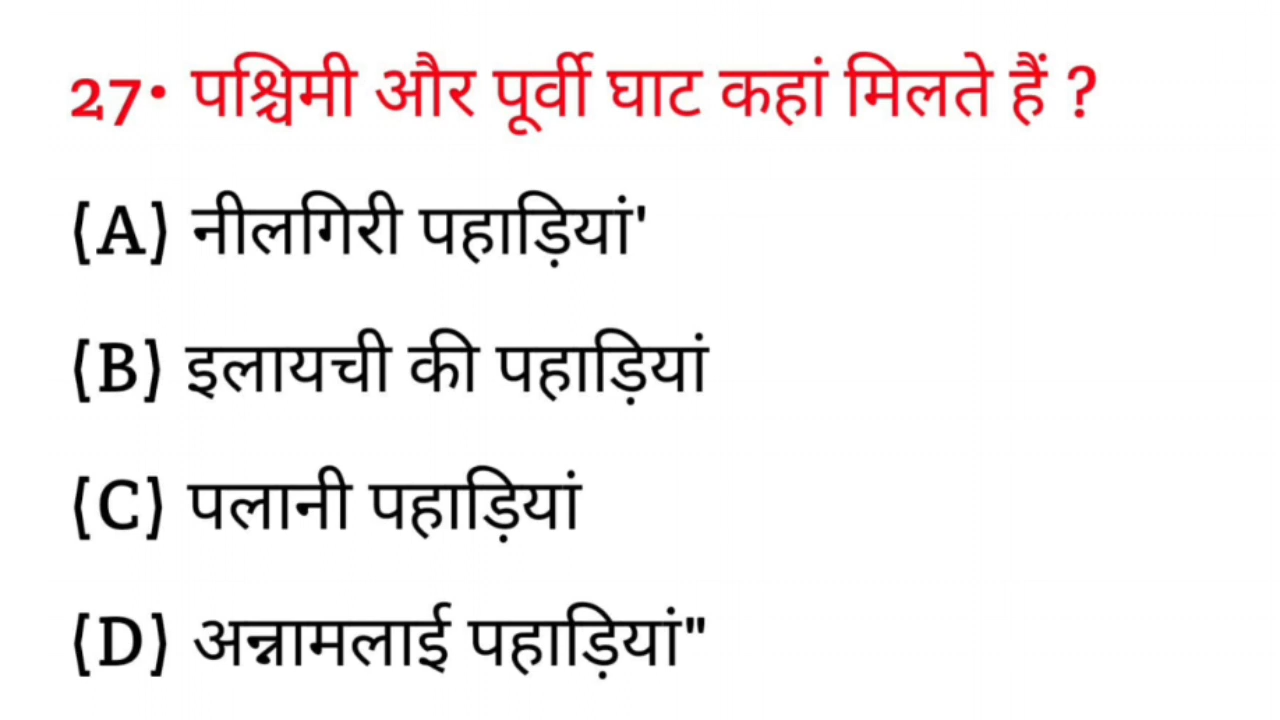 27• पश्चिमी और पूर्वी घाट कहां मिलते हैं ?
(A) नीलगिरी पहाड़ियां'
(B) इलायची की पहाड़ियां
(C) पलानी पहाड़ियां
(D) अन्नामलाई पहाड़ियां"